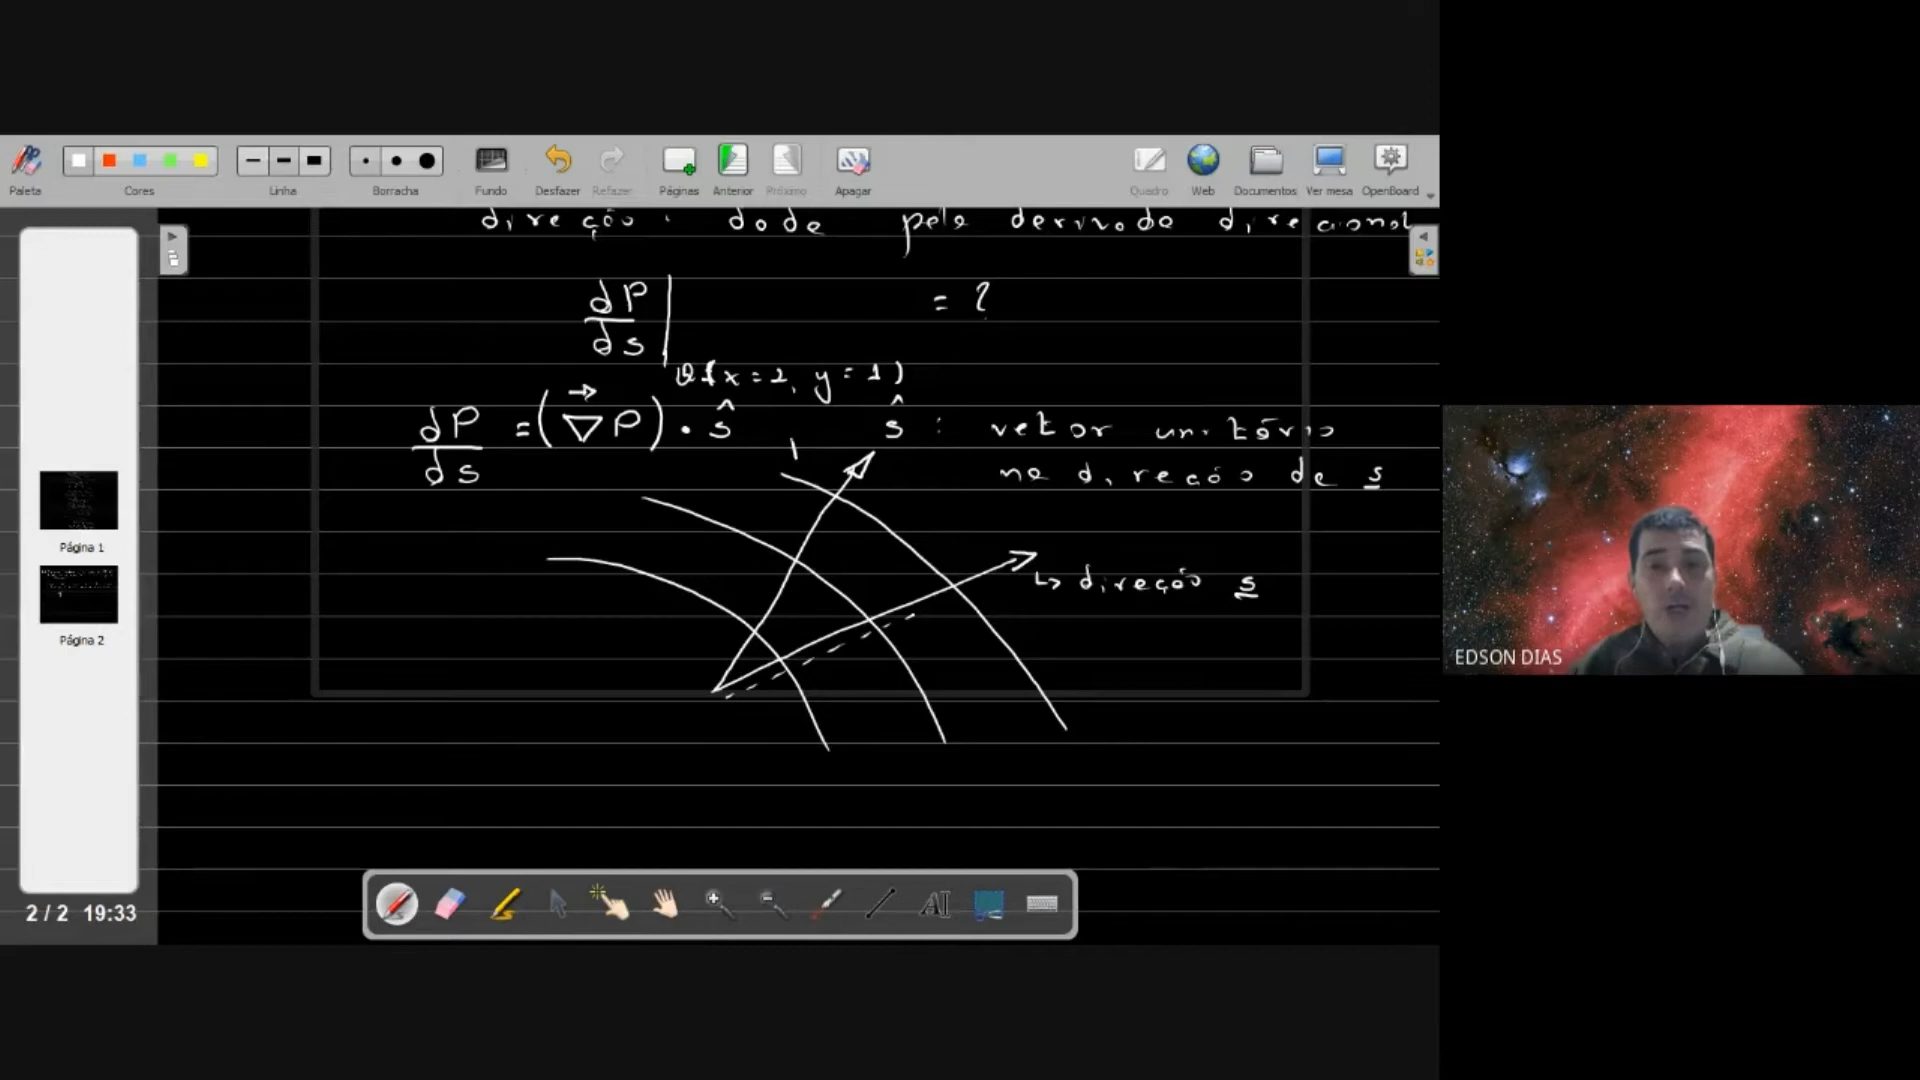 Paleta Cores Linha Borracha Fundo Desfazer Refazer Páginas Anterior Próximo Apagar Quadro Web Documentos Ver mesa OpenBoard
direção: dada pela derivada direcional
dP/ds| = ?
(x=2, y=1)
dP/ds = (∇P) • ŝ , ŝ : vetor unitário
na direção de s
↳ direção s
Página 1
Página 2
2 / 2 19:33
EDSON DIAS